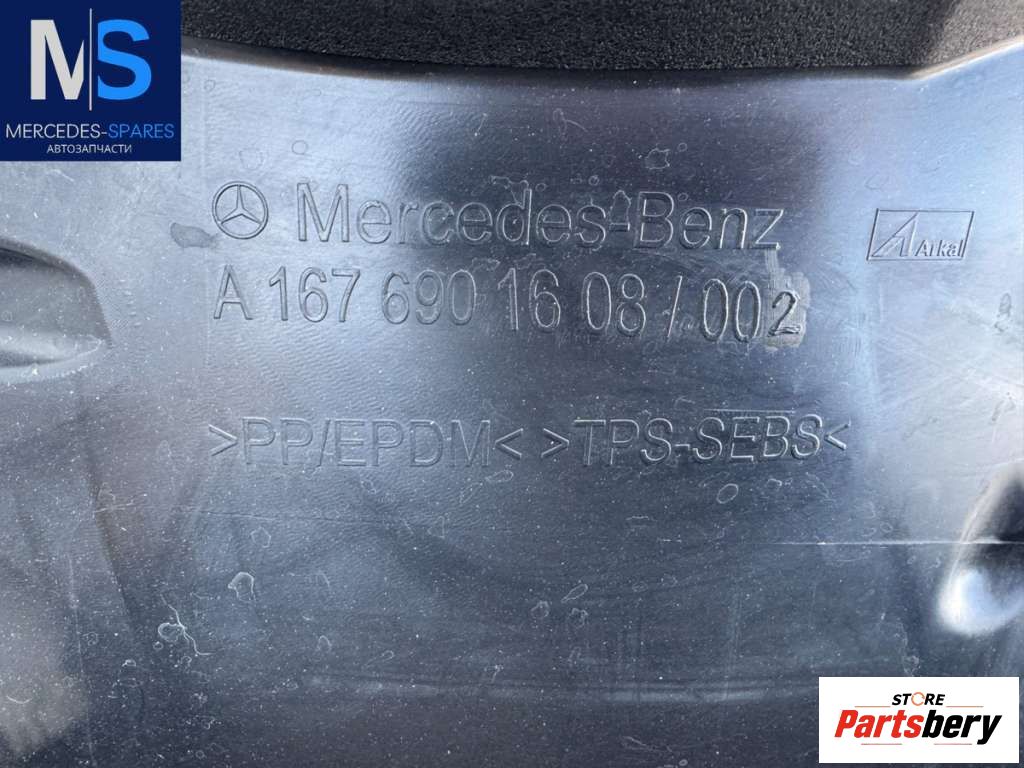 MS
MERCEDES-SPARES
АВТОЗАПЧАСТИ
Mercedes-Benz
Arkal
A 167 690 16 08 / 002
>PP/EPDM< >TPS-SEBS<
STORE
Partsbery